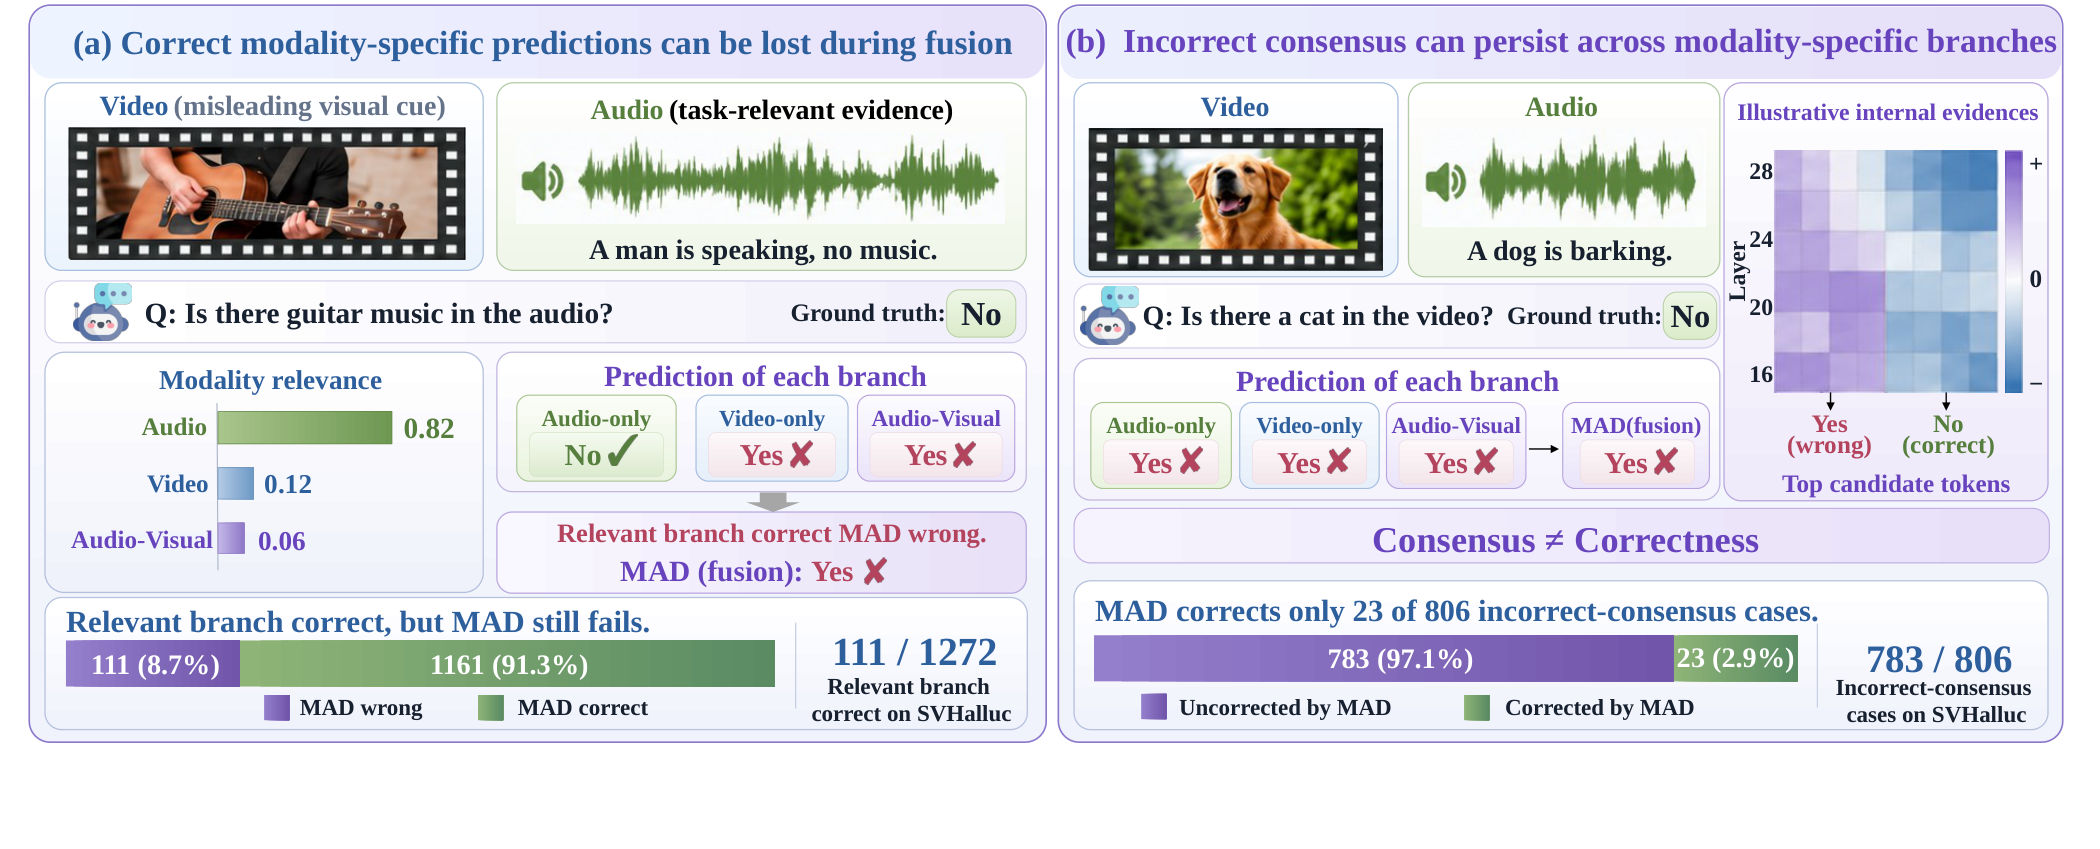 (a) Correct modality-specific predictions can be lost during fusion
Video (misleading visual cue)
Audio (task-relevant evidence)
A man is speaking, no music.
Q: Is there guitar music in the audio?
Ground truth: No
Modality relevance
Audio 0.82
Video 0.12
Audio-Visual 0.06
Prediction of each branch
Audio-only Video-only Audio-Visual
No ✓ Yes ✘ Yes ✘
Relevant branch correct MAD wrong.
MAD (fusion): Yes ✘
Relevant branch correct, but MAD still fails.
111 (8.7%) 1161 (91.3%)
MAD wrong MAD correct
111 / 1272
Relevant branch
correct on SVHalluc
(b) Incorrect consensus can persist across modality-specific branches
Video
Audio
A dog is barking.
Q: Is there a cat in the video? Ground truth: No
Prediction of each branch
Audio-only Video-only Audio-Visual MAD(fusion)
Yes ✘ Yes ✘ Yes ✘ Yes ✘
Illustrative internal evidences
Layer
28
24
20
16
+
0
−
Yes No
(wrong) (correct)
Top candidate tokens
Consensus ≠ Correctness
MAD corrects only 23 of 806 incorrect-consensus cases.
783 (97.1%) 23 (2.9%)
Uncorrected by MAD Corrected by MAD
783 / 806
Incorrect-consensus
cases on SVHalluc